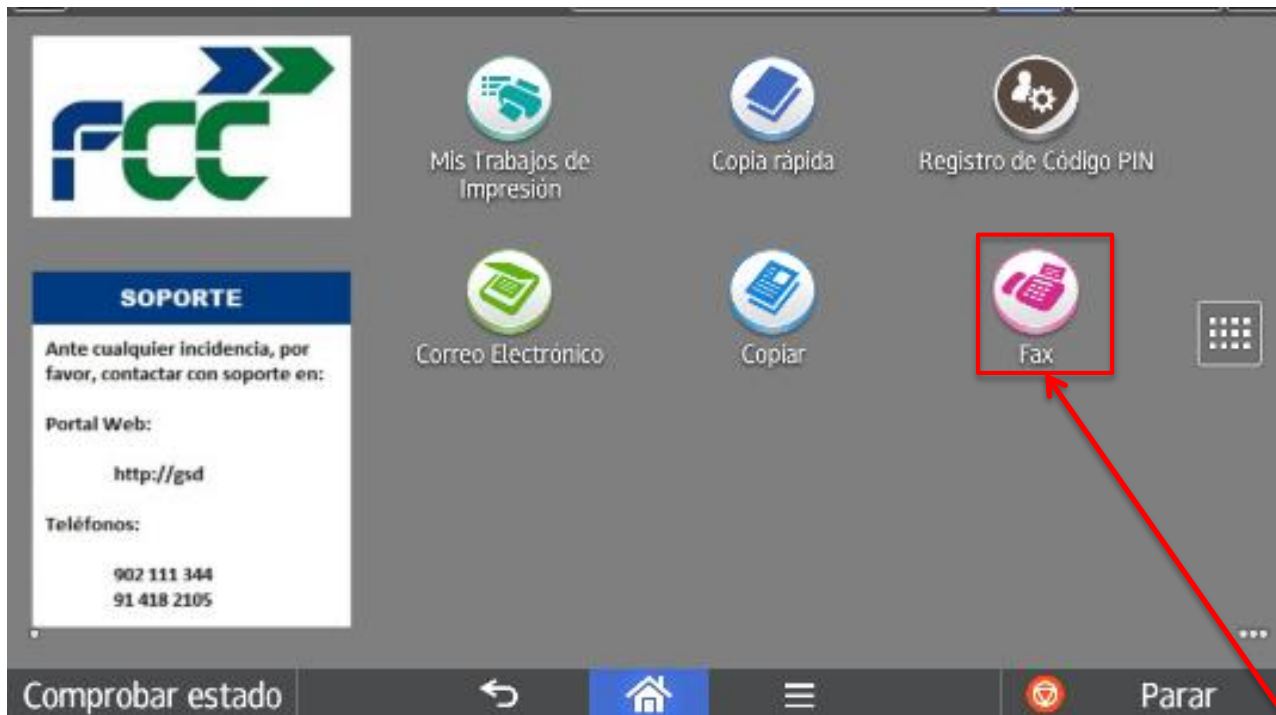 FCC
Mis Trabajos de
Impresión
Copia rápida
Registro de Código PIN
SOPORTE
Ante cualquier incidencia, por
favor, contactar con soporte en:
Portal Web:
http://gsd
Teléfonos:
902 111 344
91 418 2105
Correo Electrónico
Copiar
Fax
Comprobar estado
Parar